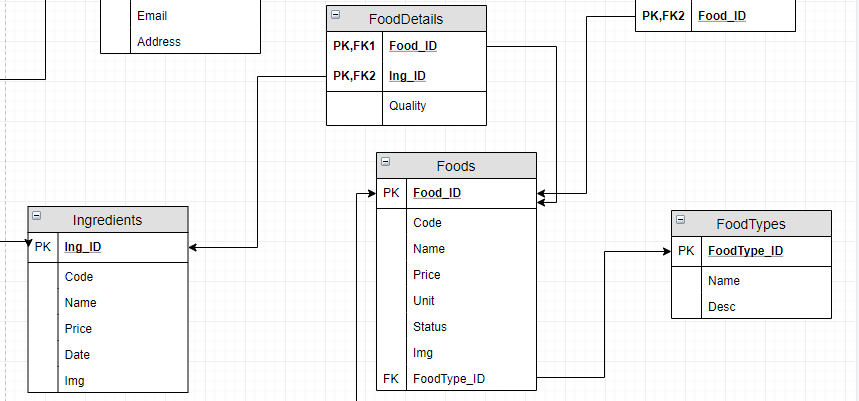 Email
Address
FoodDetails
PK,FK1 Food_ID
PK,FK2 Ing_ID
Quality
PK,FK2 Food_ID
Foods
PK Food_ID
Code
Name
Price
Unit
Status
Img
FK FoodType_ID
Ingredients
PK Ing_ID
Code
Name
Price
Date
Img
FoodTypes
PK FoodType_ID
Name
Desc